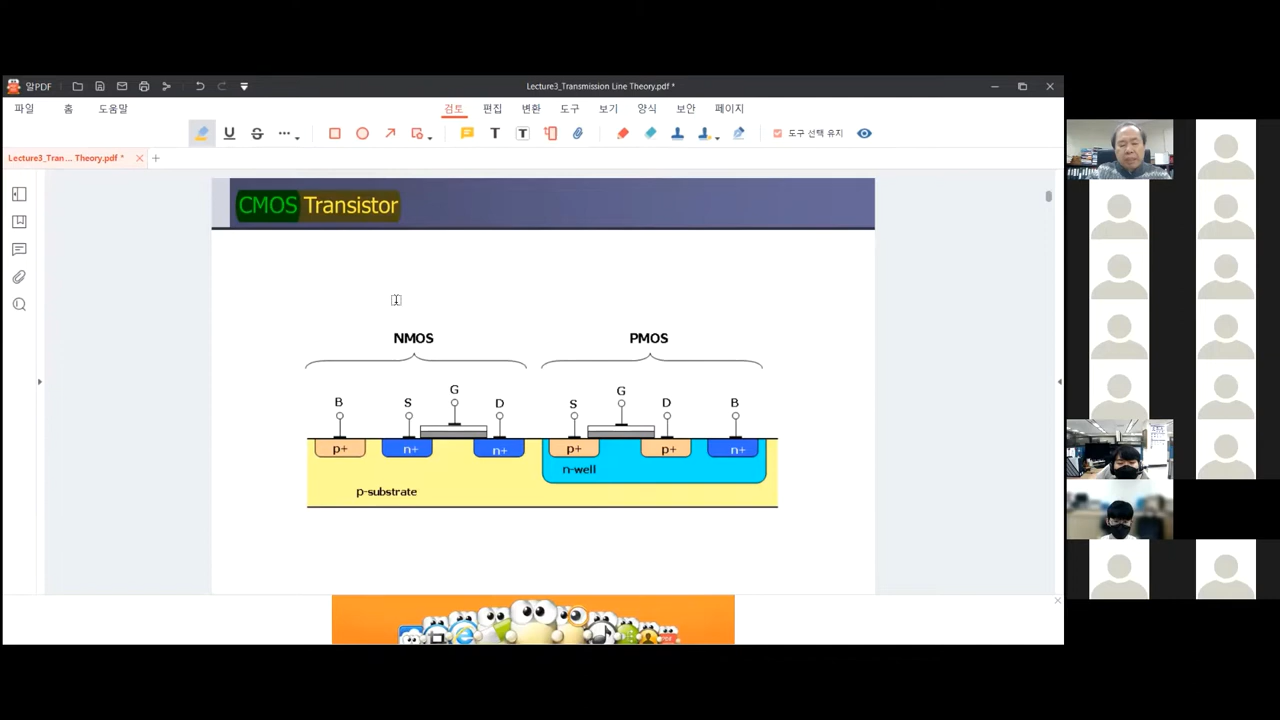 알PDF
Lecture3_Transmission Line Theory.pdf *
파일 홈 도움말 검토 편집 변환 도구 보기 양식 보안 페이지
도구 선택 유지
Lecture3_Tran... Theory.pdf *
CMOS Transistor
NMOS PMOS
B S G D S G D B
p+ n+ n+ p+ p+ n+
n-well
p-substrate